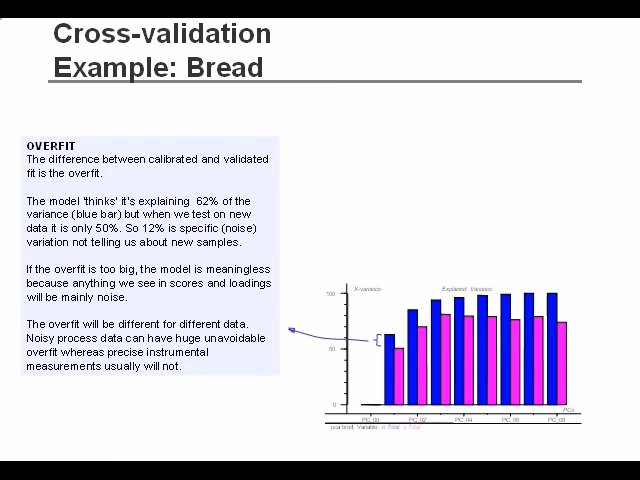 Cross-validation
Example: Bread
OVERFIT
The difference between calibrated and validated
fit is the overfit.
The model 'thinks' it's explaining 62% of the
variance (blue bar) but when we test on new
data it is only 50%. So 12% is specific (noise)
variation not telling us about new samples.
If the overfit is too big, the model is meaningless
because anything we see in scores and loadings
will be mainly noise.
The overfit will be different for different data.
Noisy process data can have huge unavoidable
overfit whereas precise instrumental
measurements usually will not.
X-variance Explained Variance
100
50
0
PCs
PC_00 PC_02 PC_04 PC_06 PC_08
pca brod, Variable: c.Total v.Total